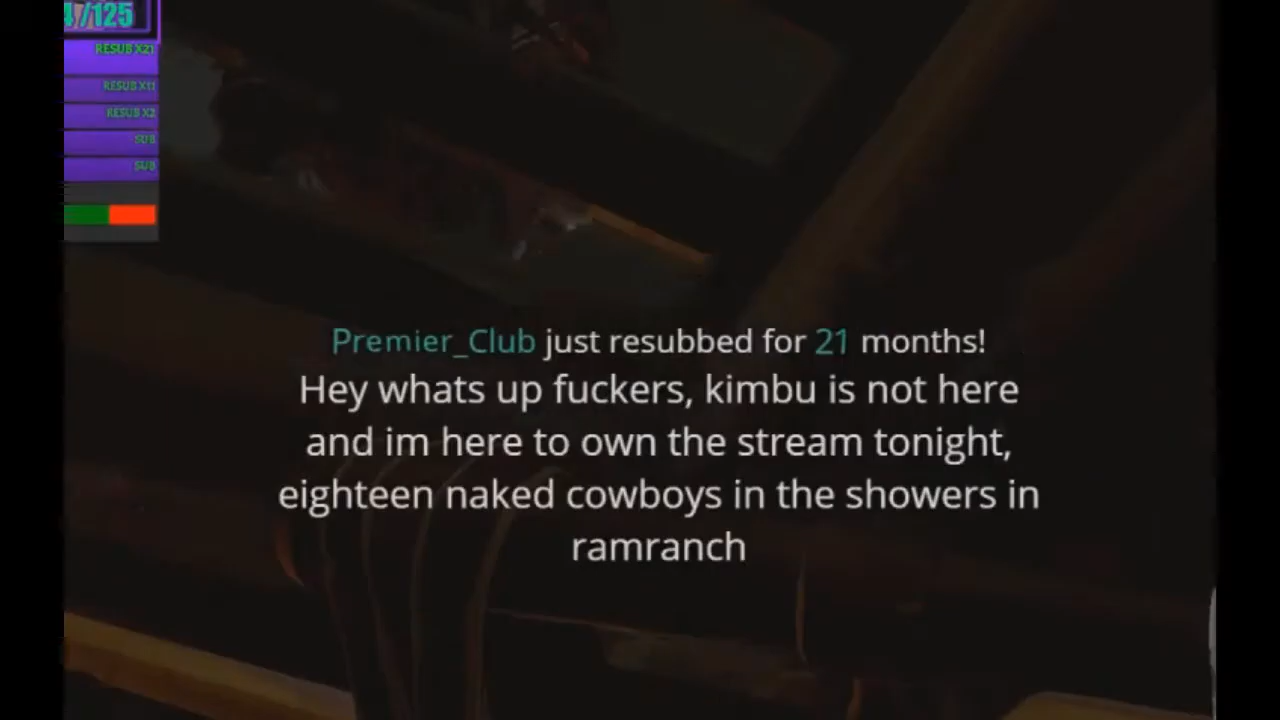 4/125
RESUB X21
RESUB X11
RESUB X2
SUB
SUB
Premier_Club just resubbed for 21 months!
Hey whats up fuckers, kimbu is not here
and im here to own the stream tonight,
eighteen naked cowboys in the showers in
ramranch